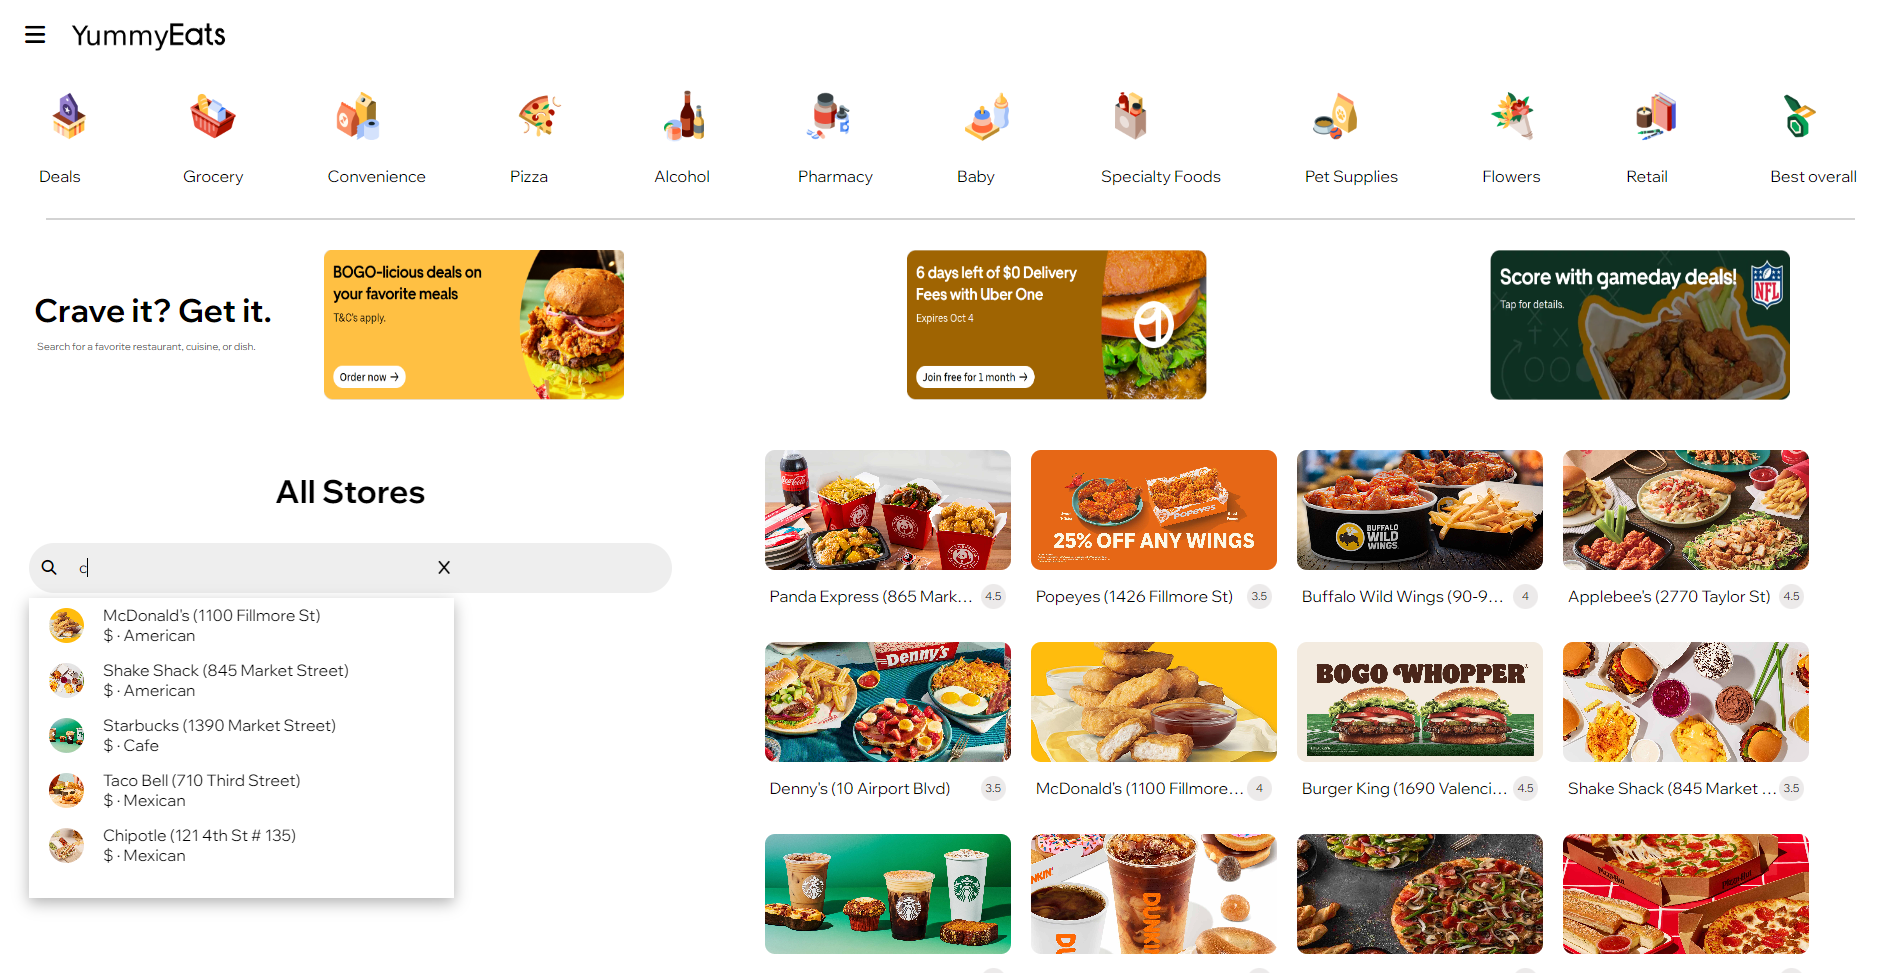 YummyEats
Deals
Grocery
Convenience
Pizza
Alcohol
Pharmacy
Baby
Specialty Foods
Pet Supplies
Flowers
Retail
Best overall
Crave it? Get it.
Search for a favorite restaurant, cuisine, or dish.
BOGO-licious deals on
your favorite meals
T&C's apply.
Order now →
6 days left of $0 Delivery
Fees with Uber One
Expires Oct 4
Join free for 1 month →
Score with gameday deals!
Tap for details.
NFL
All Stores
c
X
McDonald's (1100 Fillmore St)
$ · American
Shake Shack (845 Market Street)
$ · American
Starbucks (1390 Market Street)
$ · Cafe
Taco Bell (710 Third Street)
$ · Mexican
Chipotle (121 4th St # 135)
$ · Mexican
Coca-Cola
Panda Express (865 Mark...
4.5
POPEYES
25% OFF ANY WINGS
Popeyes (1426 Fillmore St)
3.5
BUFFALO
WILD
WINGS
Buffalo Wild Wings (90-9...
4
Applebee's (2770 Taylor St)
4.5
Denny's
Denny's (10 Airport Blvd)
3.5
McDonald's (1100 Fillmore...
4
BOGO WHOPPER
Burger King (1690 Valenci...
4.5
Shake Shack (845 Market ...
3.5
NKIN'
DUNKIN